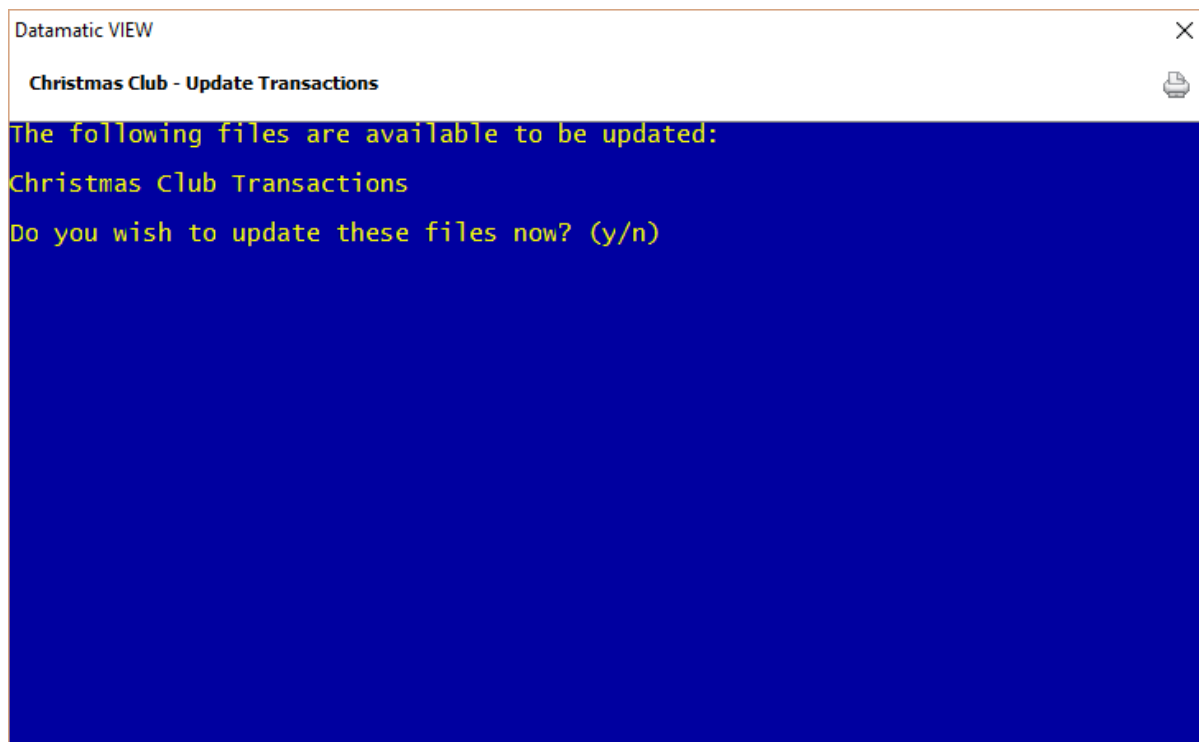 Datamatic VIEW
Christmas Club - Update Transactions
The following files are available to be updated:
Christmas Club Transactions
Do you wish to update these files now? (y/n)